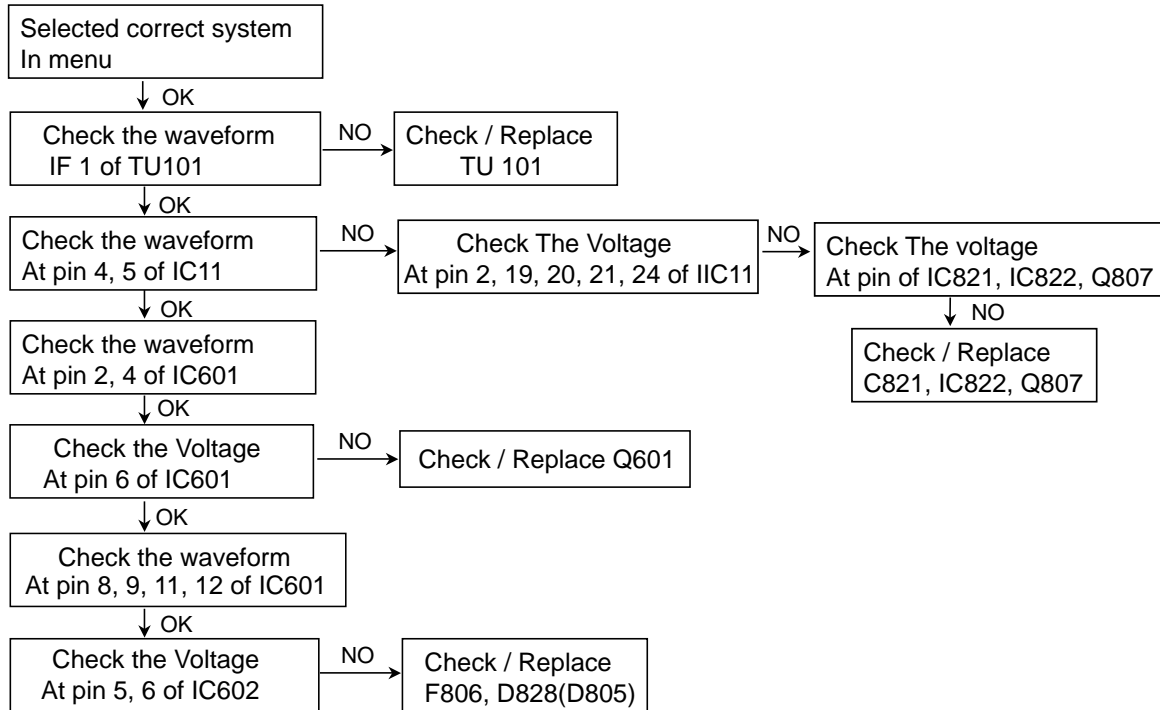 Selected correct system
In menu
OK
Check the waveform
IF 1 of TU101
NO
Check / Replace
TU 101
OK
Check the waveform
At pin 4, 5 of IC11
NO
Check The Voltage
At pin 2, 19, 20, 21, 24 of IIC11
NO
Check The voltage
At pin of IC821, IC822, Q807
NO
Check / Replace
C821, IC822, Q807
OK
Check the waveform
At pin 2, 4 of IC601
OK
Check the Voltage
At pin 6 of IC601
NO
Check / Replace Q601
OK
Check the waveform
At pin 8, 9, 11, 12 of IC601
OK
Check the Voltage
At pin 5, 6 of IC602
NO
Check / Replace
F806, D828(D805)